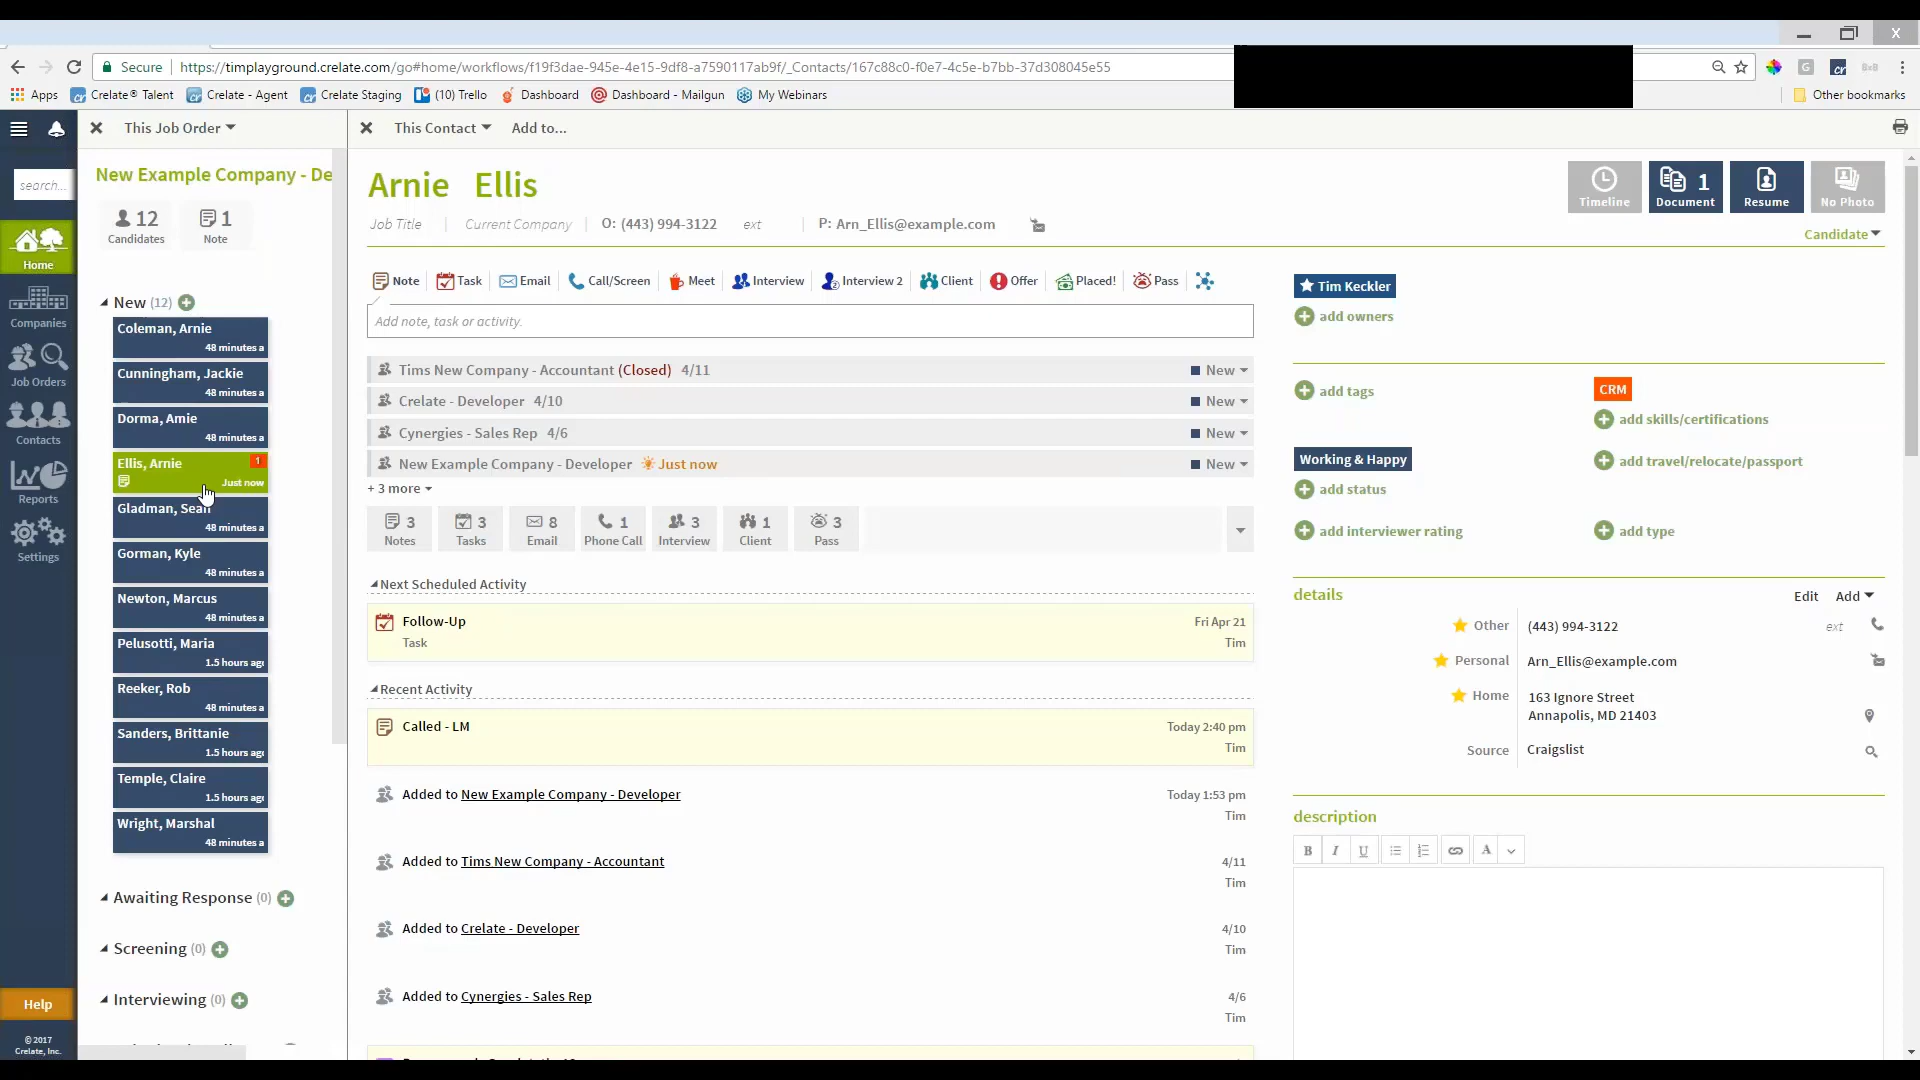 X
Secure
https://timplayground.crelate.com/go#home/workflows/f19f3dae-945e-4e15-9df8-a7590117ab9f/_Contacts/167c88c0-f0e7-4c5e-b7bb-37d308045e55
Apps
Crelate® Talent
Crelate - Agent
Crelate Staging
(10) Trello
Dashboard
Dashboard - Mailgun
My Webinars
Other bookmarks
This Job Order
This Contact
Add to...
search...
Home
Companies
Job Orders
Contacts
Reports
Settings
Help
© 2017
Crelate, Inc.
New Example Company - De
12
Candidates
1
Note
New (12)
Coleman, Arnie
48 minutes a
Cunningham, Jackie
48 minutes a
Dorma, Amie
48 minutes a
Ellis, Arnie
1
Just now
Gladman, Sean
48 minutes a
Gorman, Kyle
48 minutes a
Newton, Marcus
48 minutes a
Pelusotti, Maria
1.5 hours ag
Reeker, Rob
48 minutes a
Sanders, Brittanie
1.5 hours ag
Temple, Claire
1.5 hours ag
Wright, Marshal
48 minutes a
Awaiting Response (0)
Screening (0)
Interviewing (0)
Arnie Ellis
Job Title
Current Company
O: (443) 994-3122
ext
P: Arn_Ellis@example.com
Timeline
1
Document
Resume
No Photo
Candidate
Note
Task
Email
Call/Screen
Meet
Interview
Interview 2
Client
Offer
Placed!
Pass
Add note, task or activity.
Tims New Company - Accountant (Closed) 4/11
New
Crelate - Developer 4/10
New
Cynergies - Sales Rep 4/6
New
New Example Company - Developer Just now
New
+ 3 more
3
Notes
3
Tasks
8
Email
1
Phone Call
3
Interview
1
Client
3
Pass
Next Scheduled Activity
Follow-Up
Fri Apr 21
Task
Tim
Recent Activity
Called - LM
Today 2:40 pm
Tim
Added to New Example Company - Developer
Today 1:53 pm
Tim
Added to Tims New Company - Accountant
4/11
Tim
Added to Crelate - Developer
4/10
Tim
Added to Cynergies - Sales Rep
4/6
Tim
Tim Keckler
add owners
add tags
CRM
add skills/certifications
Working & Happy
add travel/relocate/passport
add status
add interviewer rating
add type
details
Edit
Add
Other
(443) 994-3122
ext
Personal
Arn_Ellis@example.com
Home
163 Ignore Street
Annapolis, MD 21403
Source
Craigslist
description
B
I
U
A